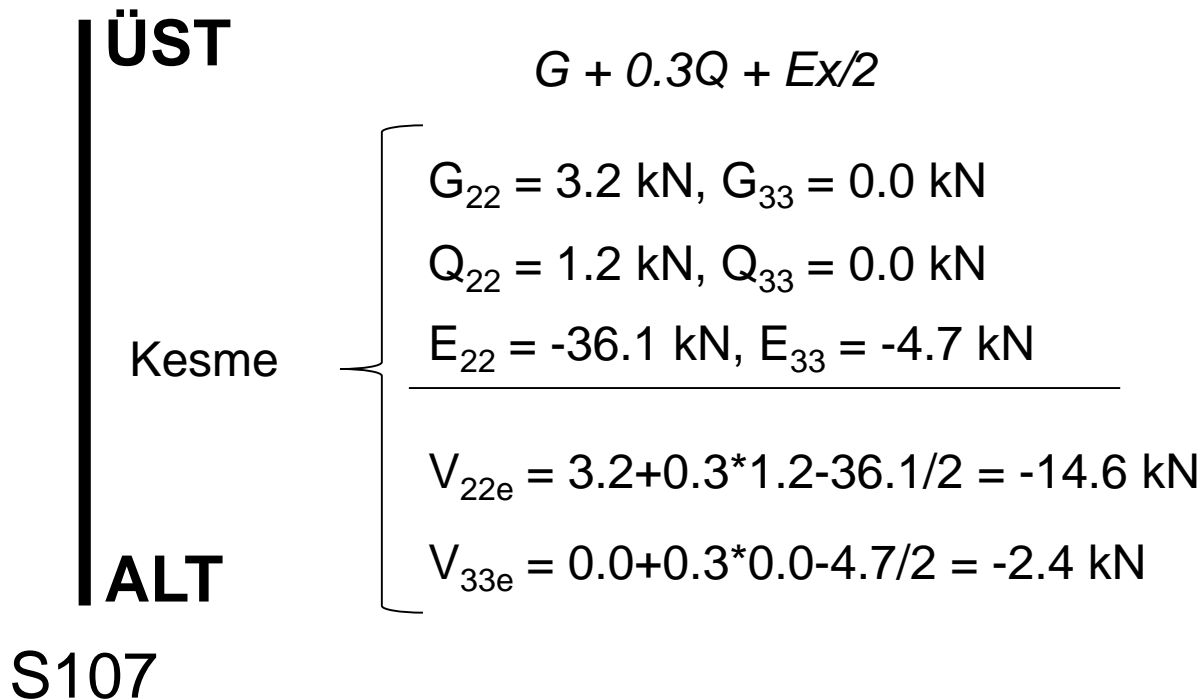 ÜST
G + 0.3Q + Ex/2
G₂₂ = 3.2 kN, G₃₃ = 0.0 kN
Q₂₂ = 1.2 kN, Q₃₃ = 0.0 kN
E₂₂ = -36.1 kN, E₃₃ = -4.7 kN
Kesme
V₂₂ₑ = 3.2+0.3*1.2-36.1/2 = -14.6 kN
V₃₃ₑ = 0.0+0.3*0.0-4.7/2 = -2.4 kN
ALT
S107